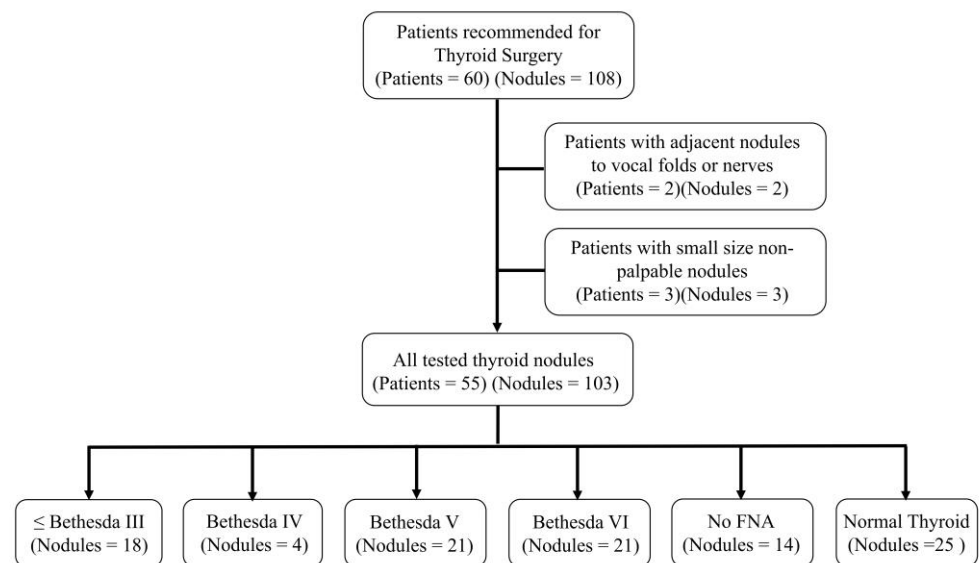 Patients recommended for
Thyroid Surgery
(Patients = 60) (Nodules = 108)
Patients with adjacent nodules
to vocal folds or nerves
(Patients = 2)(Nodules = 2)
Patients with small size non-
palpable nodules
(Patients = 3)(Nodules = 3)
All tested thyroid nodules
(Patients = 55) (Nodules = 103)
≤ Bethesda III
(Nodules = 18)
Bethesda IV
(Nodules = 4)
Bethesda V
(Nodules = 21)
Bethesda VI
(Nodules = 21)
No FNA
(Nodules = 14)
Normal Thyroid
(Nodules =25 )